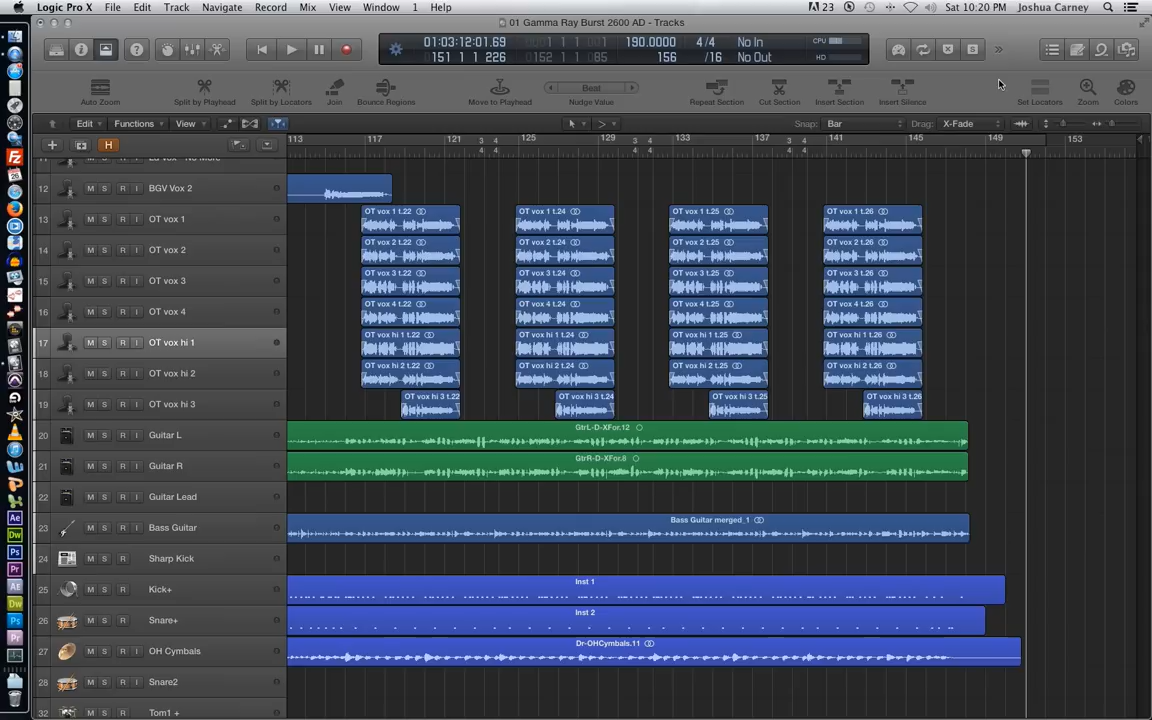 Logic Pro X File Edit Track Navigate Record Mix View Window 1 Help
23 Sat 10:20 PM Joshua Carney
01 Gamma Ray Burst 2600 AD - Tracks
01:03:12:01.69 001 1 1 1 190.0000 4/4 No In CPU
151 1 1 226 0152 1 1 085 156 /16 No Out HD
Beat
Auto Zoom Split by Playhead Split by Locators Join Bounce Regions Move to Playhead Nudge Value Repeat Section Cut Section Insert Section Insert Silence Set Locators Zoom Colors
Edit Functions View Snap: Bar Drag: X-Fade
113 117 121 125 129 133 137 141 145 149 153
H
12 M S R I BGV Vox 2
13 M S R I OT vox 1 OT vox 1 t.22 OT vox 1 t.24 OT vox 1 t.25 OT vox 1 t.26
14 M S R I OT vox 2 OT vox 2 t.22 OT vox 2 t.24 OT vox 2 t.25 OT vox 2 t.26
15 M S R I OT vox 3 OT vox 3 t.22 OT vox 3 t.24 OT vox 3 t.25 OT vox 3 t.26
16 M S R I OT vox 4 OT vox 4 t.22 OT vox 4 t.24 OT vox 4 t.25 OT vox 4 t.26
17 M S R I OT vox hi 1 OT vox hi 1 t.22 OT vox hi 1 t.24 OT vox hi 1 t.25 OT vox hi 1 t.26
18 M S R I OT vox hi 2 OT vox hi 2 t.22 OT vox hi 2 t.24 OT vox hi 2 t.25 OT vox hi 2 t.26
19 M S R I OT vox hi 3 OT vox hi 3 t.22 OT vox hi 3 t.24 OT vox hi 3 t.25 OT vox hi 3 t.26
20 M S R I Guitar L GtrL-D-XFor.12
21 M S R I Guitar R GtrR-D-XFor.8
22 M S R I Guitar Lead
23 M S R I Bass Guitar Bass Guitar merged_1
24 M S R Sharp Kick
25 M S R Kick+ Inst 1
26 M S R Snare+ Inst 2
27 M S R I OH Cymbals Dr-OHCymbals.11
28 M S R I Snare2
32 M S R I Tom1 +